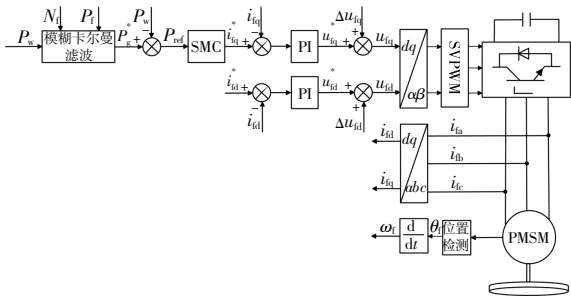 N_f P_f P_w i_fq Δu_fq
P_w 模糊卡尔曼滤波 P_g^* + − P_ref SMC i_fq^* + − PI u_fq^* + + u_fq dq αβ SVPWM
i_fd^* + − PI u_fd^* + + u_fd
i_fd Δu_fd
i_fd dq abc i_fa
i_fb
i_fq i_fc
ω_f d/dt θ_f 位置检测 PMSM